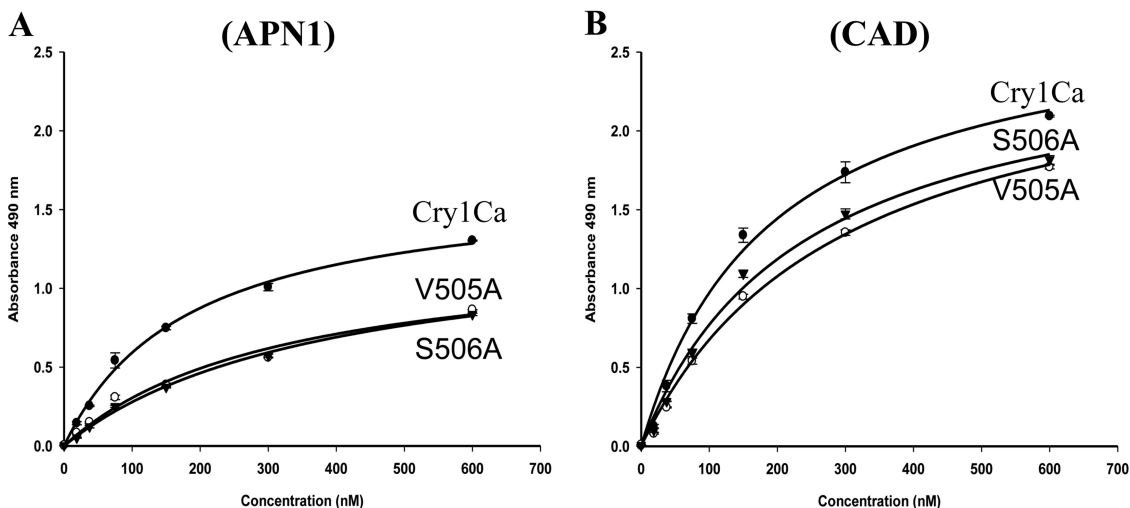 A
(APN1)
2.5
2.0
1.5
1.0
0.5
0.0
Absorbance 490 nm
Cry1Ca
V505A
S506A
0 100 200 300 400 500 600 700
Concentration (nM)
B
(CAD)
2.5
2.0
1.5
1.0
0.5
0.0
Absorbance 490 nm
Cry1Ca
S506A
V505A
0 100 200 300 400 500 600 700
Concentration (nM)